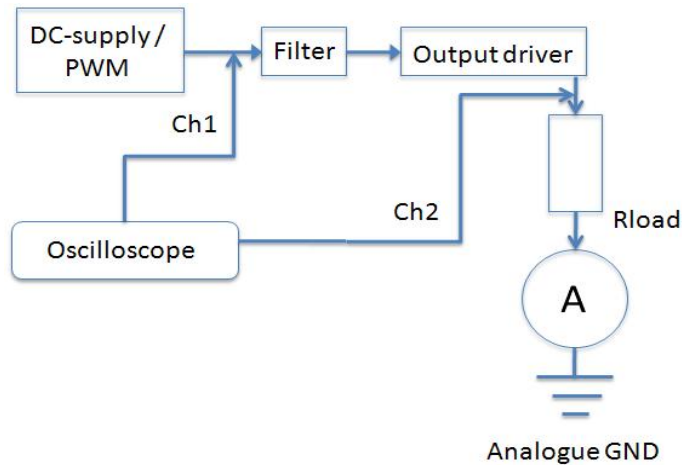 DC-supply /
PWM
Filter
Output driver
Ch1
Ch2
Rload
Oscilloscope
A
Analogue GND